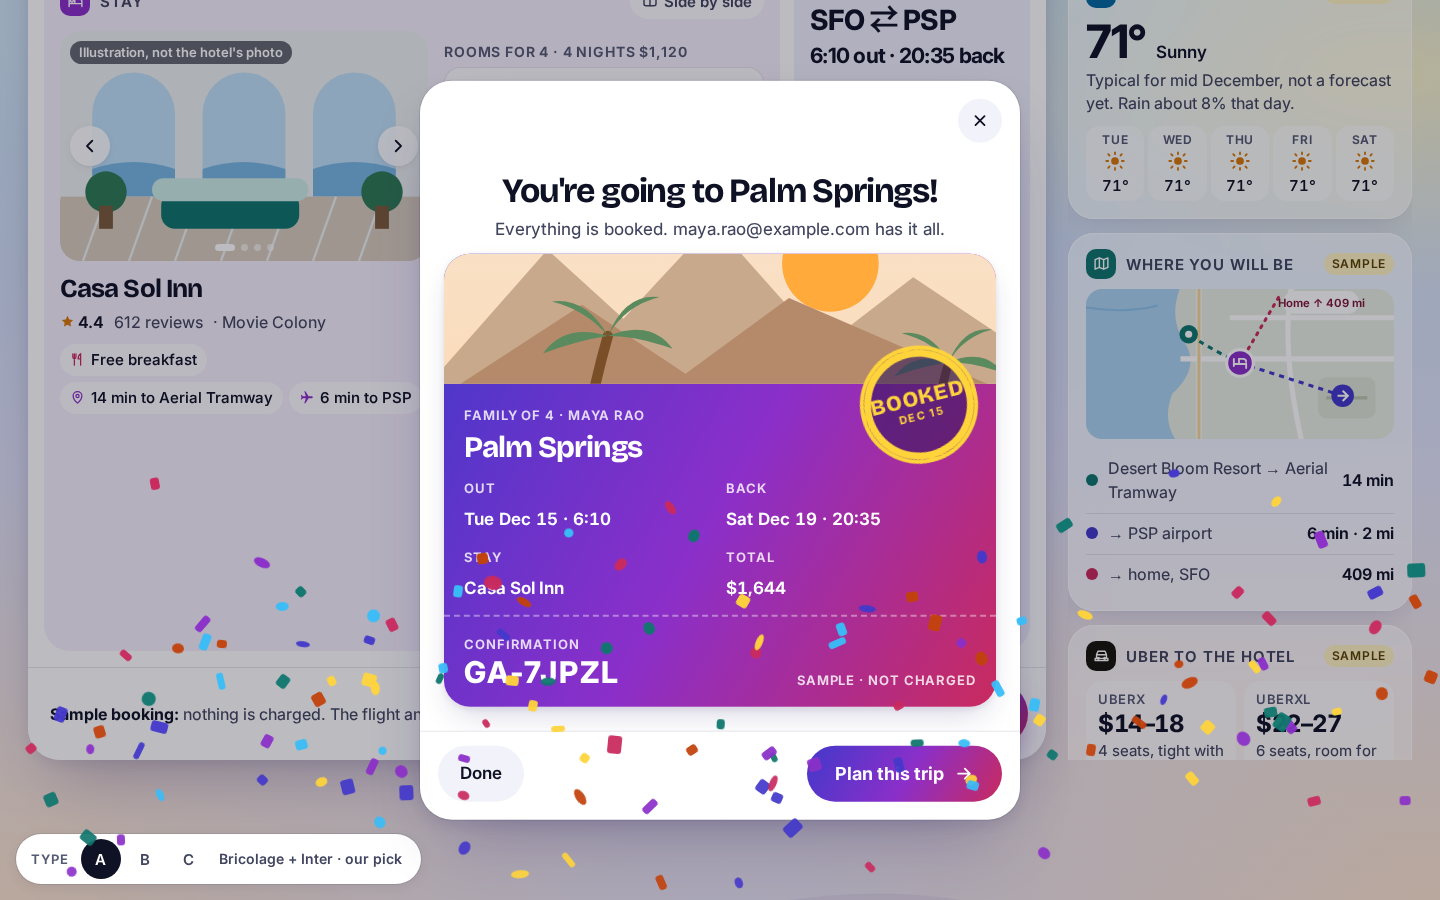 STAY
Side by side
Illustration, not the hotel's photo
ROOMS FOR 4 · 4 NIGHTS $1,120
Casa Sol Inn
4.4 612 reviews · Movie Colony
Free breakfast
14 min to Aerial Tramway
6 min to PSP
SFO ⇄ PSP
6:10 out · 20:35 back
Sample booking: nothing is charged. The flight an
You're going to Palm Springs!
Everything is booked. maya.rao@example.com has it all.
BOOKED
DEC 15
FAMILY OF 4 · MAYA RAO
Palm Springs
OUT
Tue Dec 15 · 6:10
BACK
Sat Dec 19 · 20:35
STAY
Casa Sol Inn
TOTAL
$1,644
CONFIRMATION
SAMPLE · NOT CHARGED
Done
Plan this trip →
71°
Sunny
Typical for mid December, not a forecast
yet. Rain about 8% that day.
TUE WED THU FRI SAT
71° 71° 71° 71° 71°
WHERE YOU WILL BE
SAMPLE
Home ↑ 409 mi
Desert Bloom Resort → Aerial
Tramway
14 min
→ PSP airport
6 min · 2 mi
→ home, SFO
409 mi
UBER TO THE HOTEL
SAMPLE
UBERX
$14–18
4 seats, tight with
UBERXL
6 seats, room for
TYPE A B C Bricolage + Inter · our pick